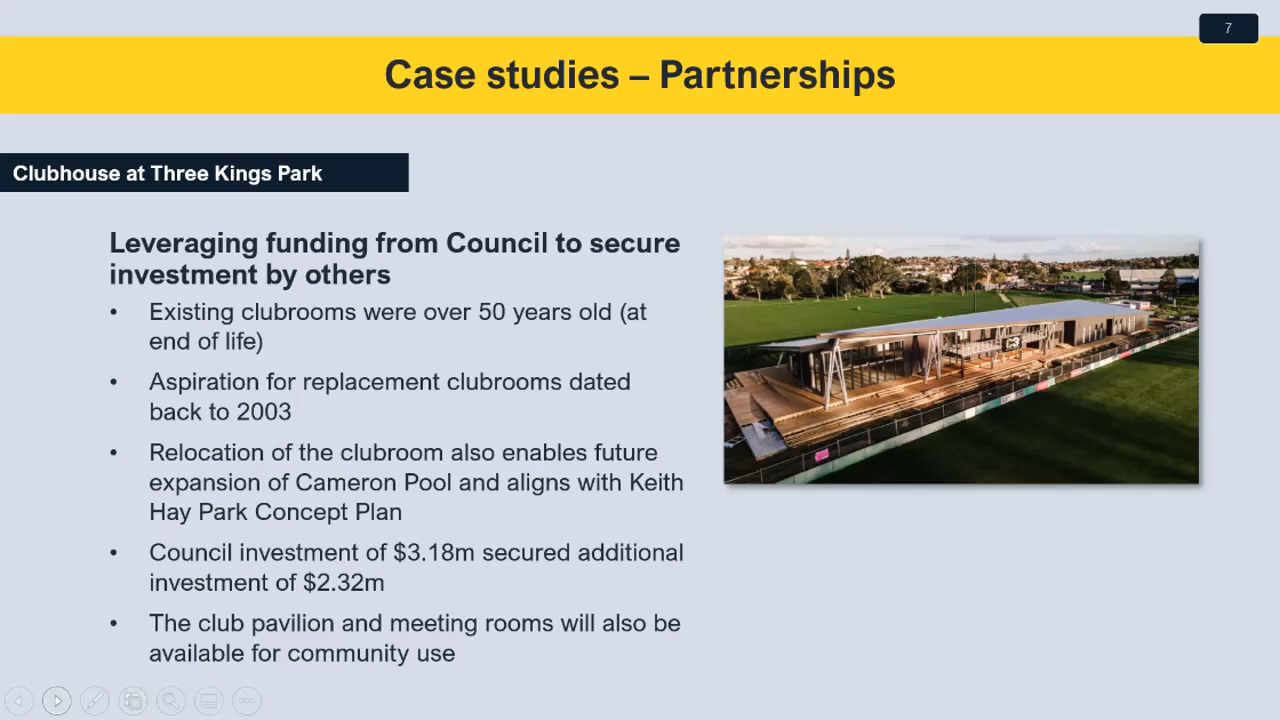 7
Case studies – Partnerships
Clubhouse at Three Kings Park
Leveraging funding from Council to secure
investment by others
• Existing clubrooms were over 50 years old (at
end of life)
• Aspiration for replacement clubrooms dated
back to 2003
• Relocation of the clubroom also enables future
expansion of Cameron Pool and aligns with Keith
Hay Park Concept Plan
• Council investment of $3.18m secured additional
investment of $2.32m
• The club pavilion and meeting rooms will also be
available for community use